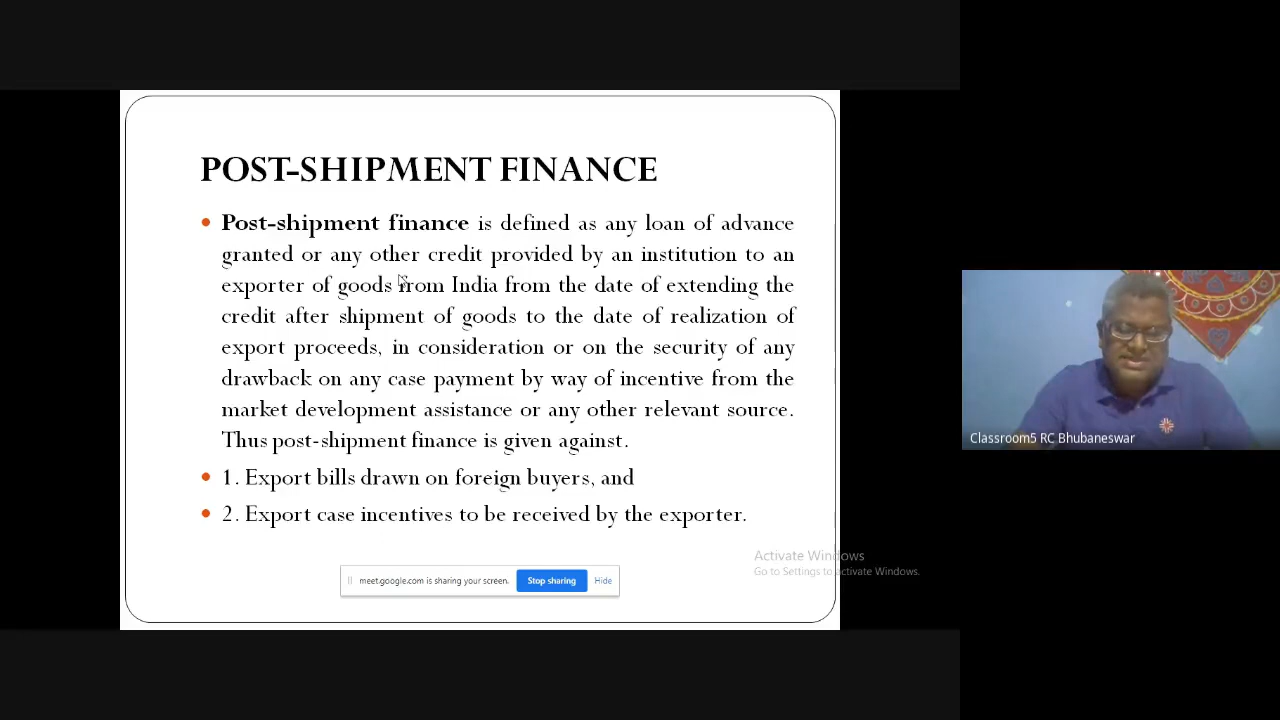 POST-SHIPMENT FINANCE
Post-shipment finance is defined as any loan of advance
granted or any other credit provided by an institution to an
exporter of goods from India from the date of extending the
credit after shipment of goods to the date of realization of
export proceeds, in consideration or on the security of any
drawback on any case payment by way of incentive from the
market development assistance or any other relevant source.
Thus post-shipment finance is given against.
1. Export bills drawn on foreign buyers, and
2. Export case incentives to be received by the exporter.
Activate Windows
Go to Settings to activate Windows.
meet.google.com is sharing your screen.
Stop sharing
Hide
Classroom5 RC Bhubaneswar